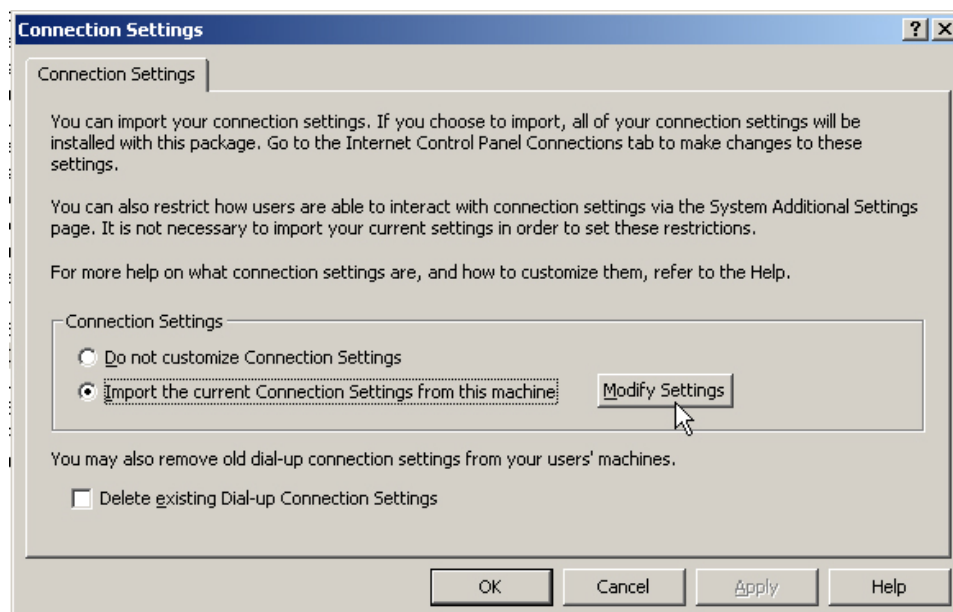 Connection Settings
Connection Settings
You can import your connection settings. If you choose to import, all of your connection settings will be
installed with this package. Go to the Internet Control Panel Connections tab to make changes to these
settings.
You can also restrict how users are able to interact with connection settings via the System Additional Settings
page. It is not necessary to import your current settings in order to set these restrictions.
For more help on what connection settings are, and how to customize them, refer to the Help.
Connection Settings
Do not customize Connection Settings
Import the current Connection Settings from this machine
Modify Settings
You may also remove old dial-up connection settings from your users' machines.
Delete existing Dial-up Connection Settings
OK Cancel Apply Help